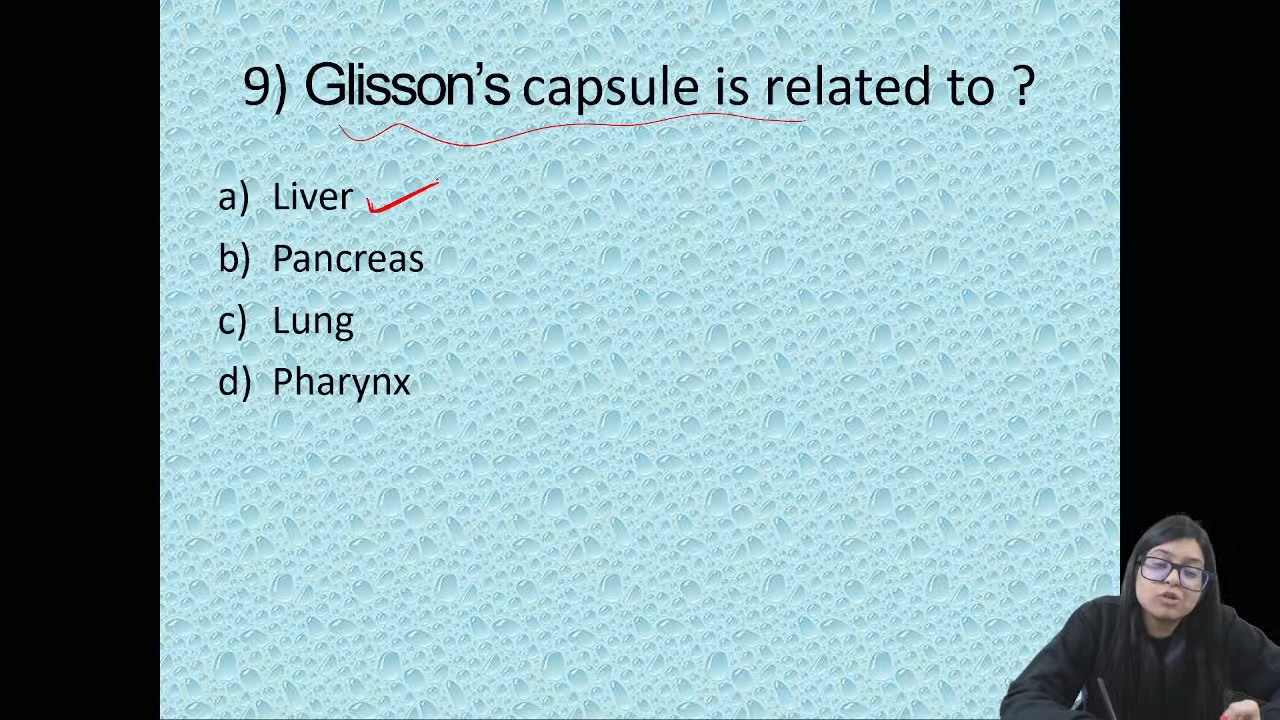 9) Glisson's capsule is related to ?
a) Liver
b) Pancreas
c) Lung
d) Pharynx